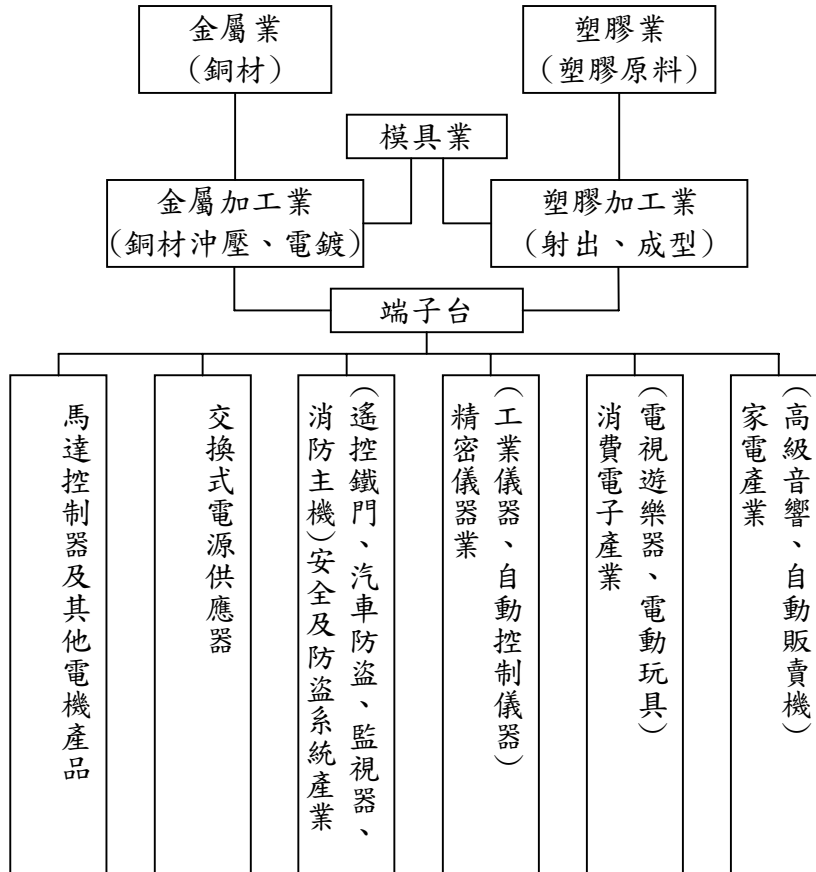 金屬業
(銅材)
塑膠業
(塑膠原料)
模具業
金屬加工業
(銅材沖壓、電鍍)
塑膠加工業
(射出、成型)
端子台
馬達控制器及其他電機產品
交換式電源供應器
(遙控鐵門、汽車防盜、監視器、
消防主機)安全及防盜系統產業
(工業儀器、自動控制儀器)
精密儀器業
(電視遊樂器、電動玩具)
消費電子產業
(高級音響、自動販賣機)
家電產業